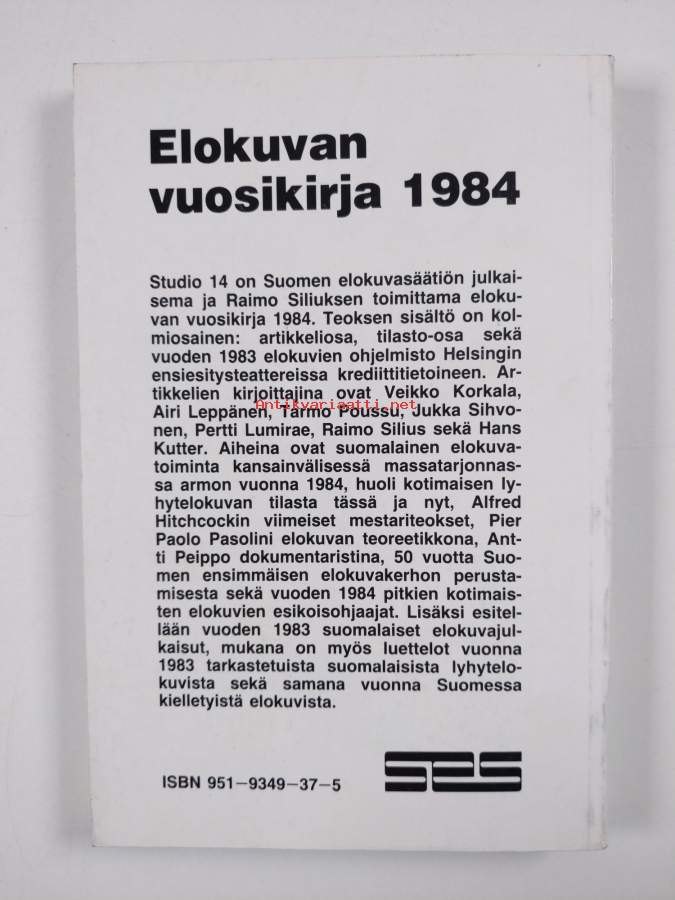 Elokuvan
vuosikirja 1984
Studio 14 on Suomen elokuvasäätiön julkai-
sema ja Raimo Siliuksen toimittama eloku-
van vuosikirja 1984. Teoksen sisältö on kol-
miosainen: artikkeliosa, tilasto-osa sekä
vuoden 1983 elokuvien ohjelmisto Helsingin
ensiesitysteattereissa krediittitietoineen. Ar-
tikkelien kirjoittajina ovat Veikko Korkala,
Airi Leppänen, Tarmo Poussu, Jukka Sihvo-
Antikvariaatti.net
nen, Pertti Lumirae, Raimo Silius sekä Hans
Kutter. Aiheina ovat suomalainen elokuva-
toiminta kansainvälisessä massatarjonnas-
sa armon vuonna 1984, huoli kotimaisen ly-
hytelokuvan tilasta tässä ja nyt, Alfred
Hitchcockin viimeiset mestariteokset, Pier
Paolo Pasolini elokuvan teoreetikkona, Ant-
ti Peippo dokumentaristina, 50 vuotta Suo-
men ensimmäisen elokuvakerhon perusta-
misesta sekä vuoden 1984 pitkien kotimais-
ten elokuvien esikoisohjaajat. Lisäksi esitel-
lään vuoden 1983 suomalaiset elokuvajul-
kaisut, mukana on myös luettelot vuonna
1983 tarkastetuista suomalaisista lyhytelo-
kuvista sekä samana vuonna Suomessa
kielletyistä elokuvista.
ISBN 951-9349-37-5
ses